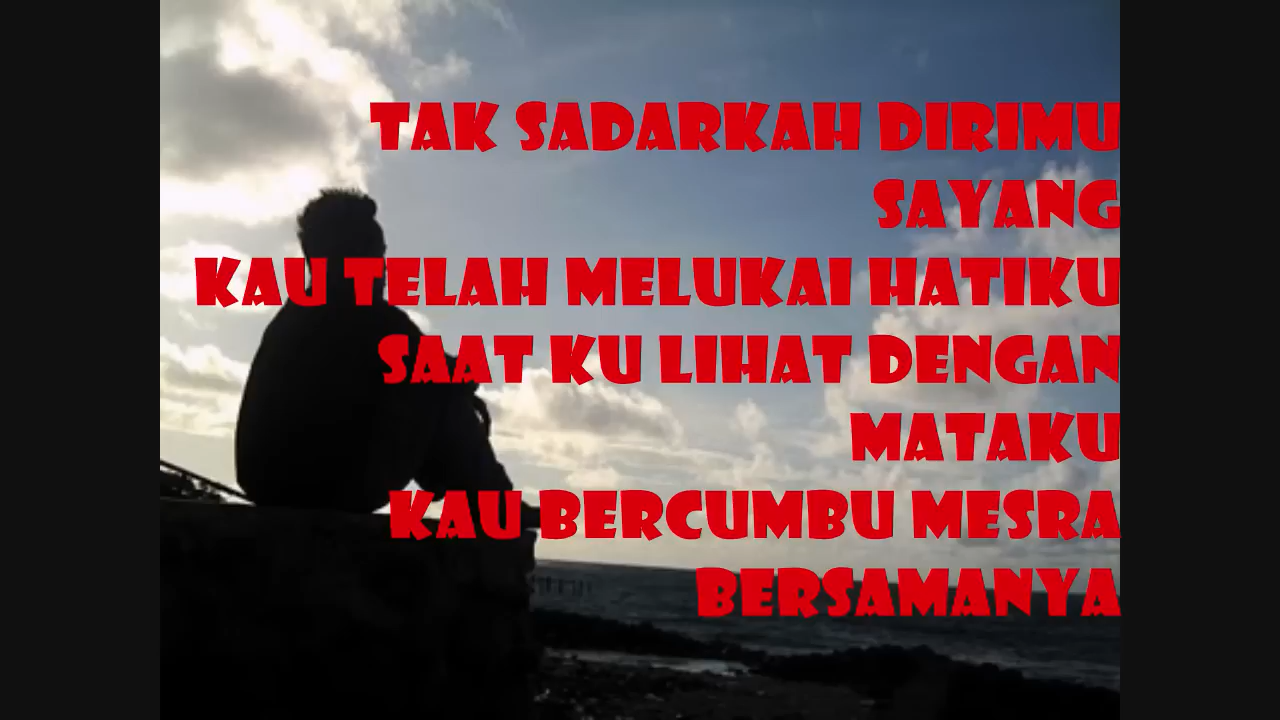 TAK SADARKAH DIRIMU
SAYANG
KAU TELAH MELUKAI HATIKU
SAAT KU LIHAT DENGAN
MATAKU
KAU BERCUMBU MESRA
BERSAMANYA